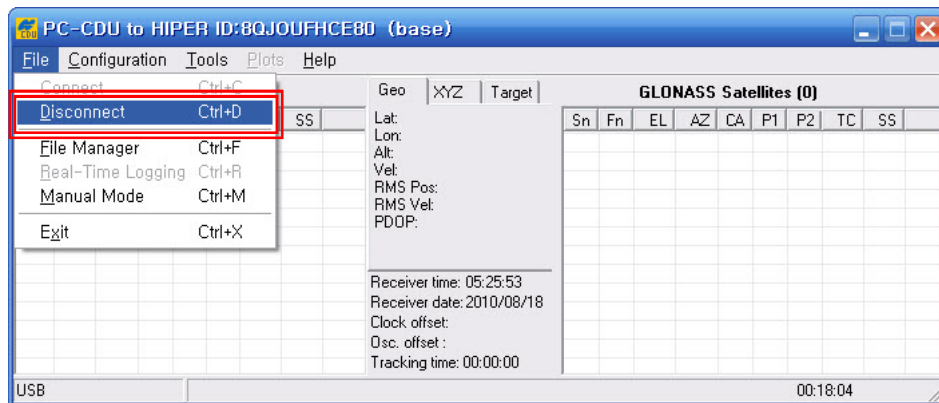 PC-CDU to HIPER ID:8QJOUFHCE80 (base)
File Configuration Tools Plots Help
Connect Ctrl+C
Disconnect Ctrl+D
File Manager Ctrl+F
Real-Time Logging Ctrl+R
Manual Mode Ctrl+M
Exit Ctrl+X
SS
Geo XYZ Target
Lat:
Lon:
Alt:
Vel:
RMS Pos:
RMS Vel:
PDOP:
Receiver time: 05:25:53
Receiver date: 2010/08/18
Clock offset:
Osc. offset :
Tracking time: 00:00:00
GLONASS Satellites (0)
Sn Fn EL AZ CA P1 P2 TC SS
USB
00:18:04